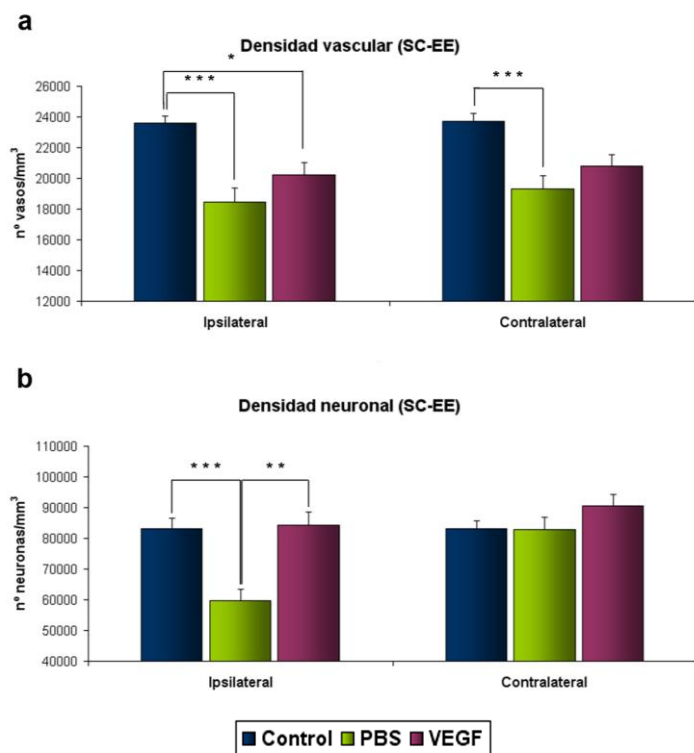 a
Densidad vascular (SC-EE)
*
* * *
* * *
nº vasos/mm³
26000
24000
22000
20000
18000
16000
14000
12000
Ipsilateral
Contralateral
b
Densidad neuronal (SC-EE)
* * *
* *
nº neuronas/mm³
110000
100000
90000
80000
70000
60000
50000
40000
Ipsilateral
Contralateral
Control PBS VEGF